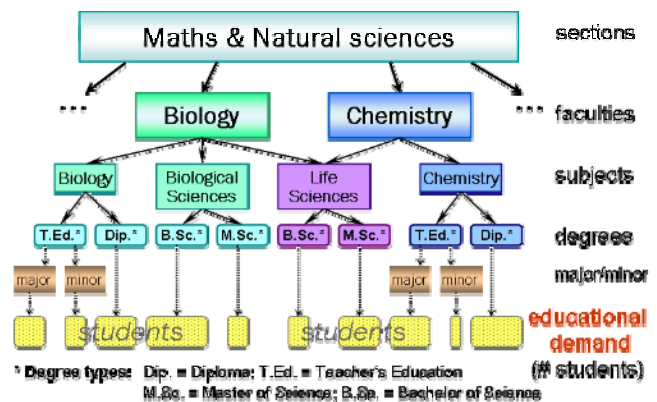 Maths & Natural sciences
sections
...
Biology
Chemistry
...
faculties
Biology
Biological
Sciences
Life
Sciences
Chemistry
subjects
T.Ed.*
Dip.*
B.Sc.*
M.Sc.*
B.Sc.*
M.Sc.*
T.Ed.*
Dip.*
degrees
major
minor
major
minor
major/minor
students
students
educational
demand
(# students)
* Degree types: Dip. = Diploma; T.Ed. = Teacher's Education
M.Sc. = Master of Science; B.Sc. = Bachelor of Science